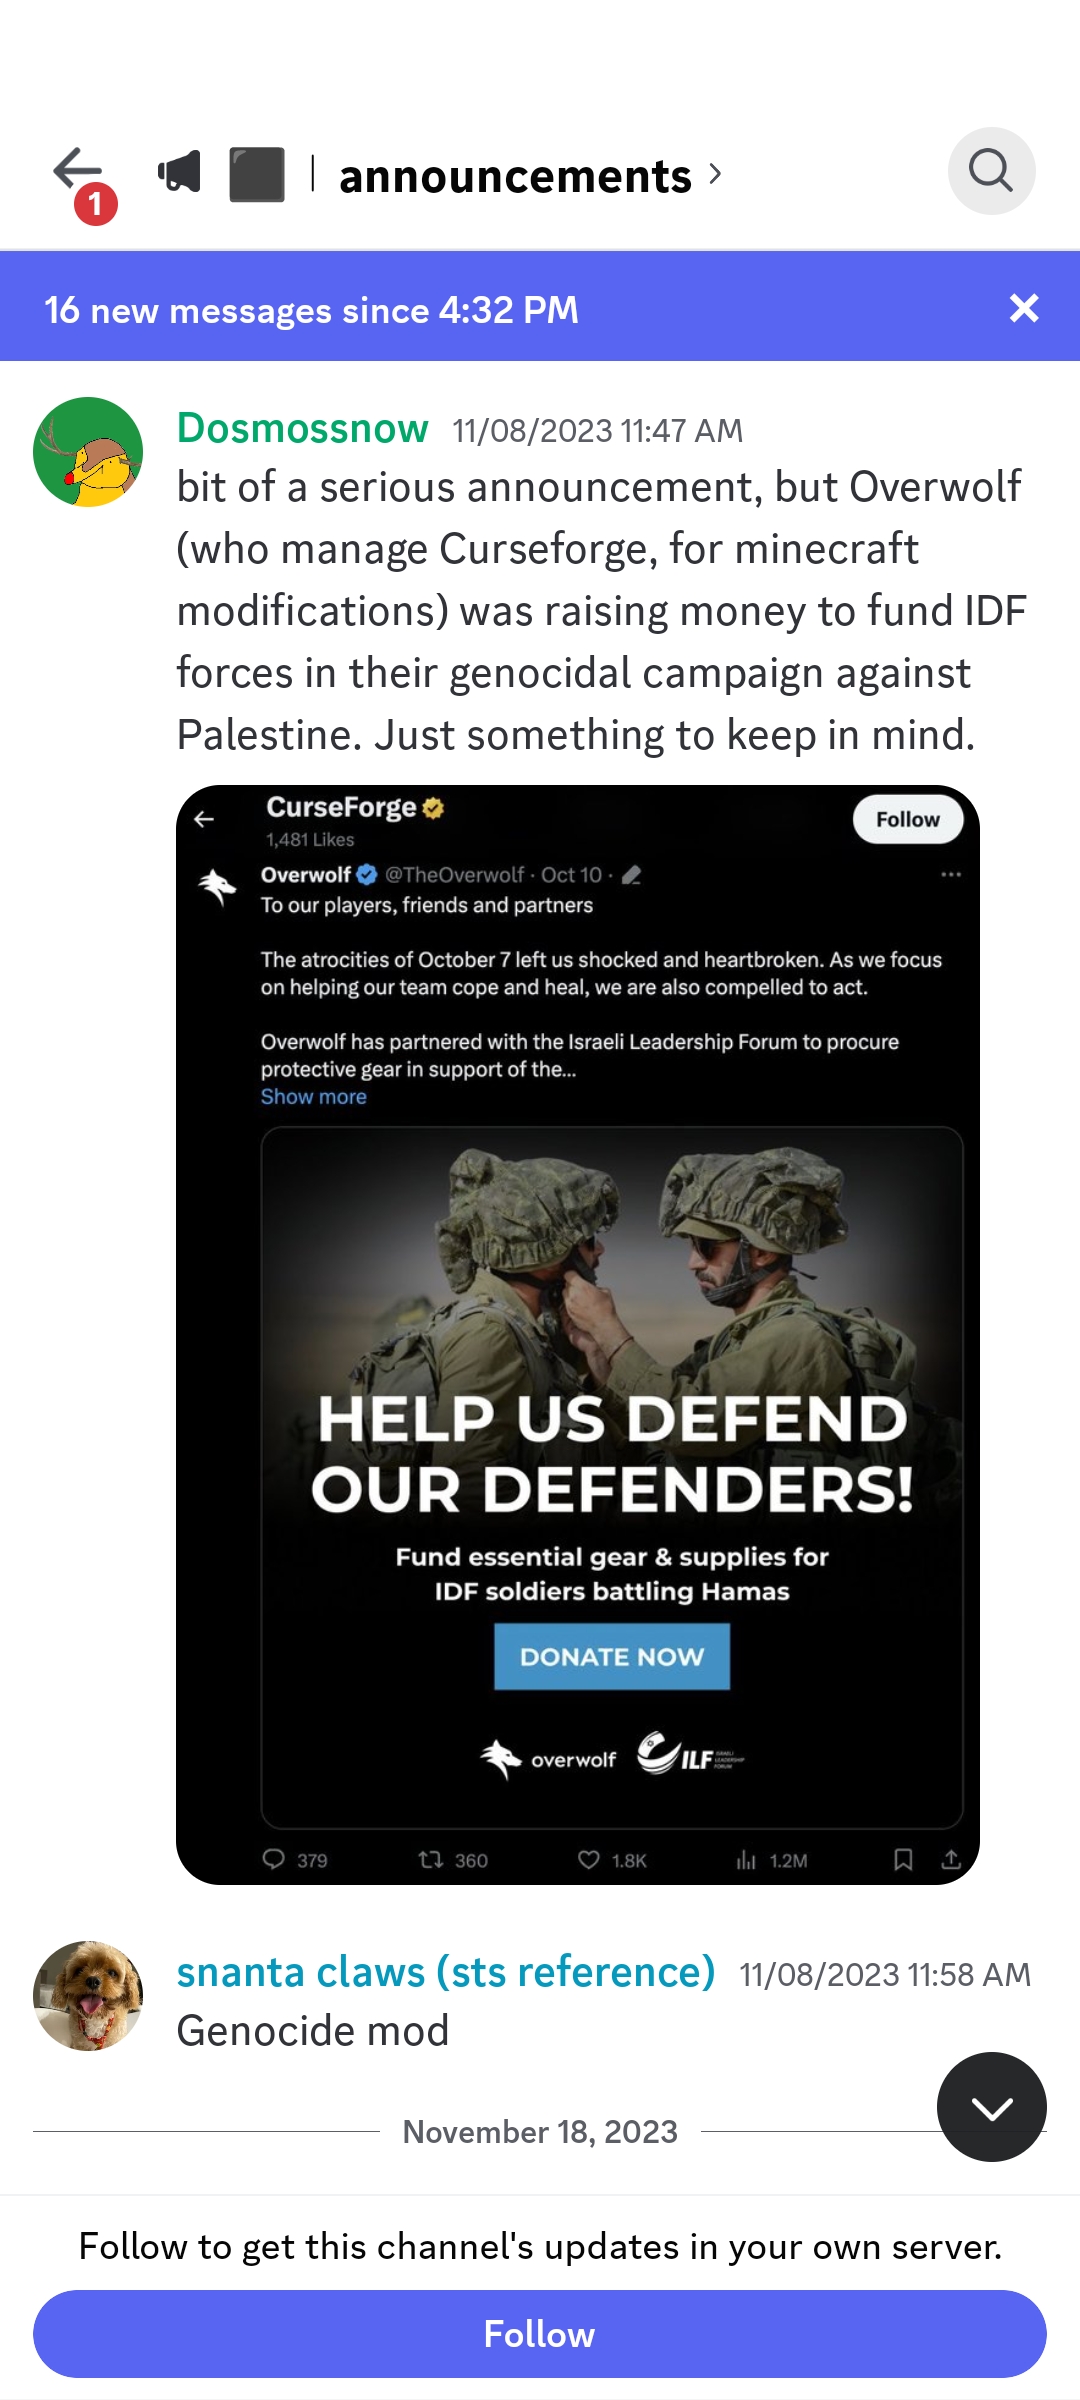 announcements
1
16 new messages since 4:32 PM
Dosmossnow 11/08/2023 11:47 AM
bit of a serious announcement, but Overwolf
(who manage Curseforge, for minecraft
modifications) was raising money to fund IDF
forces in their genocidal campaign against
Palestine. Just something to keep in mind.
CurseForge
1,481 Likes
Follow
Overwolf @TheOverwolf · Oct 10 ·
To our players, friends and partners
The atrocities of October 7 left us shocked and heartbroken. As we focus
on helping our team cope and heal, we are also compelled to act.
Overwolf has partnered with the Israeli Leadership Forum to procure
protective gear in support of the...
Show more
HELP US DEFEND
OUR DEFENDERS!
Fund essential gear & supplies for
IDF soldiers battling Hamas
DONATE NOW
overwolf ILF ISRAELI
LEADERSHIP
FORUM
379 360 1.8K 1.2M
snanta claws (sts reference) 11/08/2023 11:58 AM
Genocide mod
November 18, 2023
Follow to get this channel's updates in your own server.
Follow